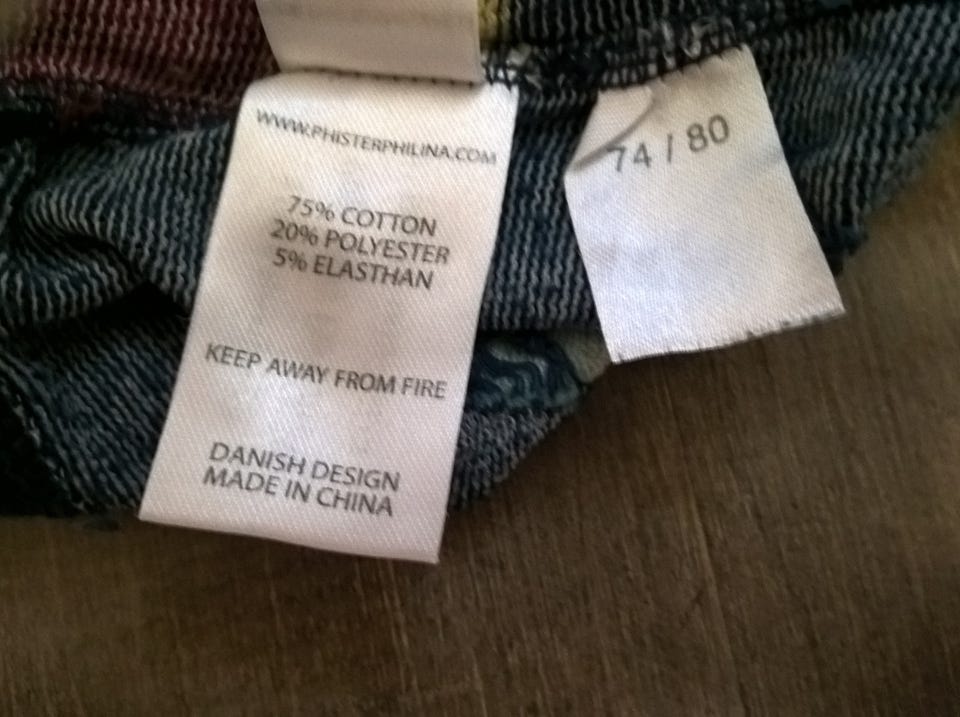 WWW.PHISTERPHILINA.COM
75% COTTON
20% POLYESTER
5% ELASTHAN
KEEP AWAY FROM FIRE
DANISH DESIGN
MADE IN CHINA
74 / 80